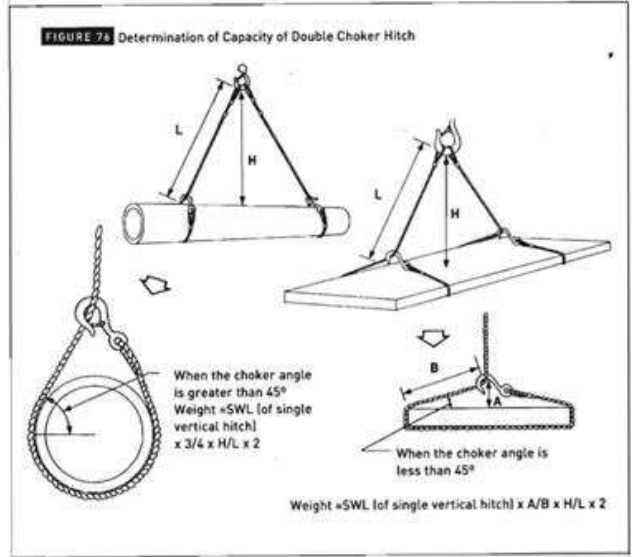 FIGURE 76 Determination of Capacity of Double Choker Hitch
L
H
L
H
When the choker angle
is greater than 45º
Weight =SWL (of single
vertical hitch)
x 3/4 x H/L x 2
B
A
When the choker angle is
less than 45º
Weight =SWL (of single vertical hitch) x A/B x H/L x 2